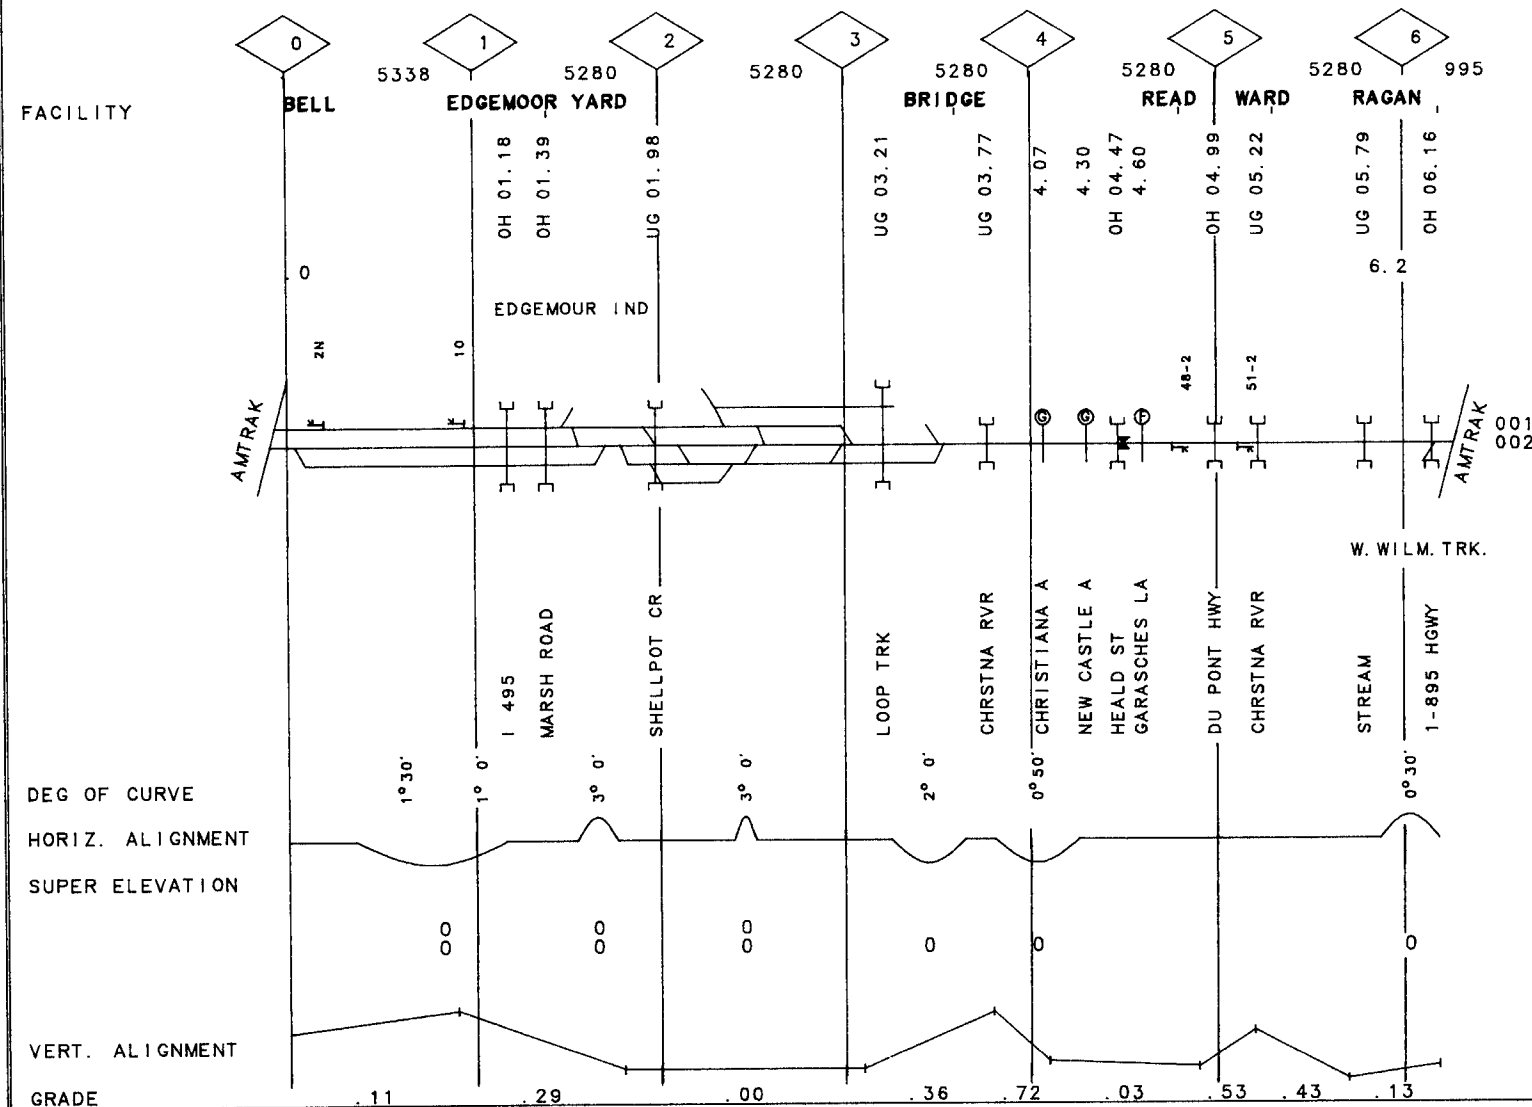 0 1 2 3 4 5 6
5338 5280 5280 5280 5280 5280 995
FACILITY BELL EDGEMOOR YARD BRIDGE READ WARD RAGAN
OH 01.18
OH 01.39
UG 01.98
UG 03.21
UG 03.77
4.07
4.30
OH 04.47
4.60
OH 04.99
UG 05.22
UG 05.79
OH 06.16
0 6.2
EDGEMOUR IND
2N
10
48-2
51-2
G G F
AMTRAK
AMTRAK
001
002
W. WILM. TRK.
I 495
MARSH ROAD
SHELLPOT CR
LOOP TRK
CHRSTNA RVR
CHRISTIANA A
NEW CASTLE A
HEALD ST
GARASCHES LA
DU PONT HWY
CHRSTNA RVR
STREAM
1-895 HGWY
DEG OF CURVE 1°30' 1° 0' 3° 0' 3° 0' 2° 0' 0°50' 0°30'
HORIZ. ALIGNMENT
SUPER ELEVATION
0 0 0
0 0 0 0 0 0
VERT. ALIGNMENT
GRADE .11 .29 .00 .36 .72 .03 .53 .43 .13